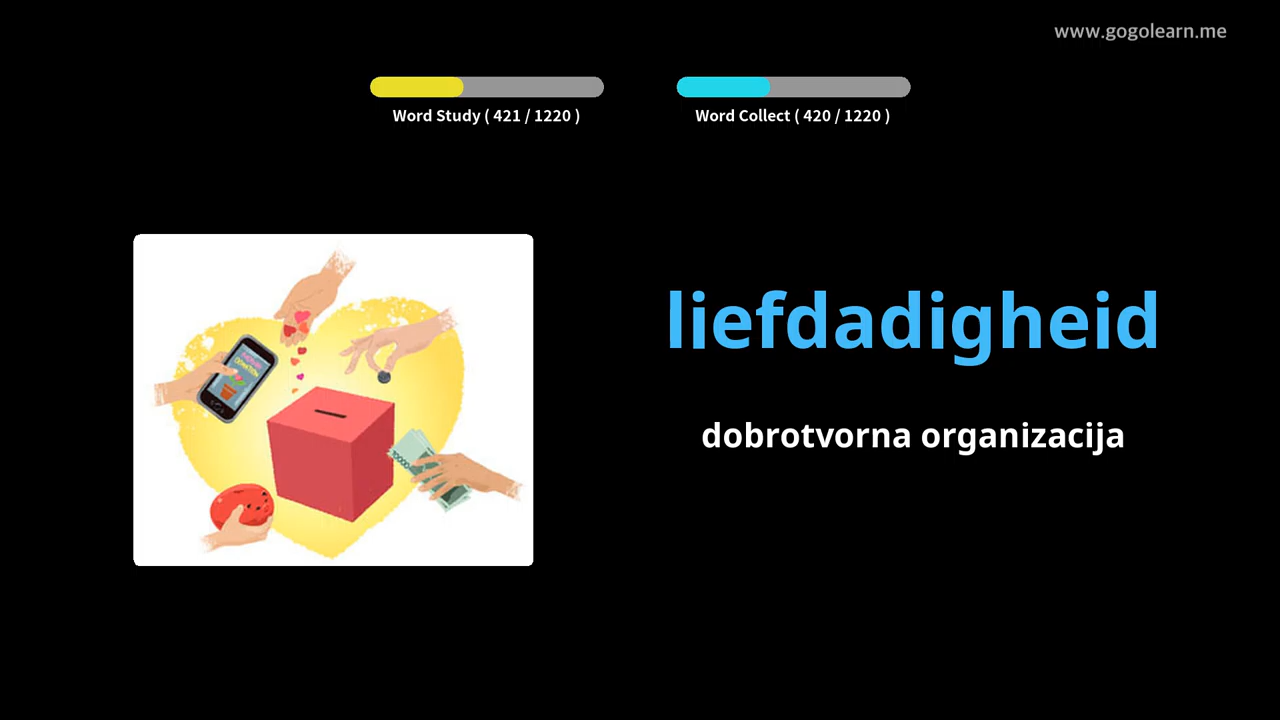 www.gogolearn.me
Word Study ( 421 / 1220 )
Word Collect ( 420 / 1220 )
liefdadigheid
dobrotvorna organizacija